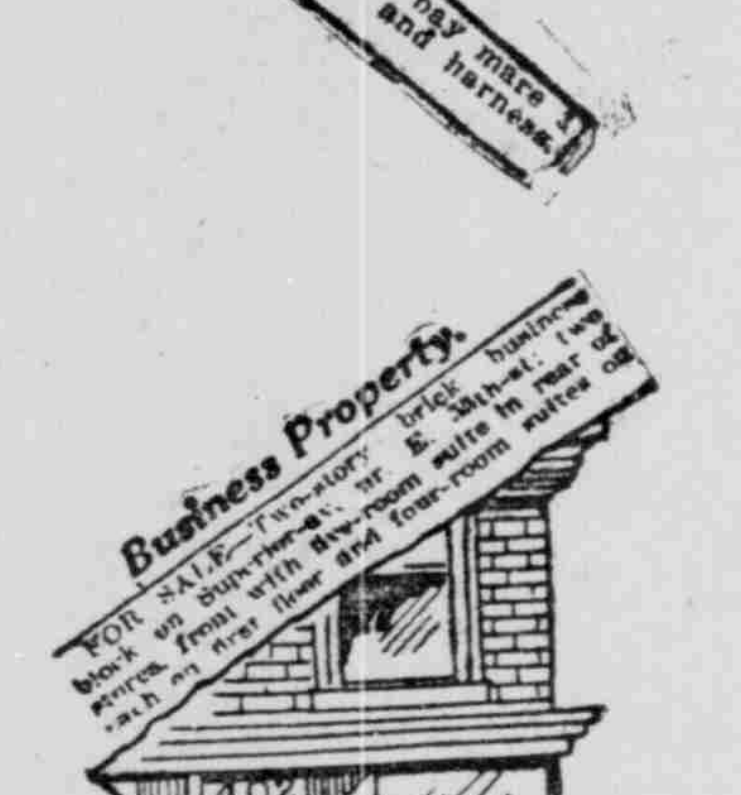 bay mare
and harness.
Business Property.
FOR SALE—Two-story brick business
block on Superior-av. nr. E. th-st; two
stores front with five-room suite in rear of
each on first floor and four-room suites on